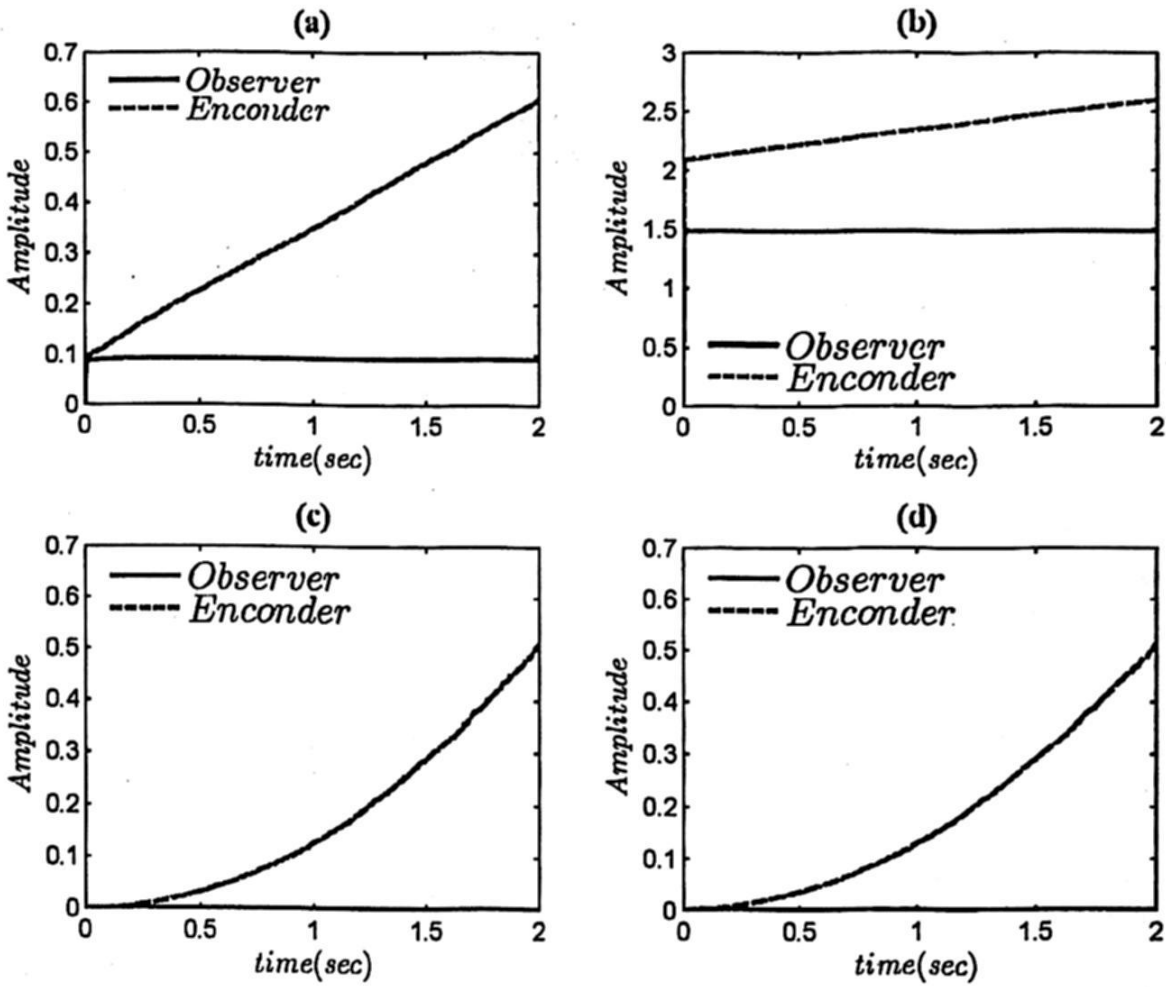 (a)
0.7
0.6
0.5
0.4
0.3
0.2
0.1
0
Amplitude
Observer
Enconder
0 0.5 1 1.5 2
time(sec)
(b)
3
2.5
2
1.5
1
0.5
0
Amplitude
Observer
Enconder
0 0.5 1 1.5 2
time(sec)
(c)
0.7
0.6
0.5
0.4
0.3
0.2
0.1
0
Amplitude
Observer
Enconder
0 0.5 1 1.5 2
time(sec)
(d)
0.7
0.6
0.5
0.4
0.3
0.2
0.1
0
Amplitude
Observer
Enconder
0 0.5 1 1.5 2
time(sec)